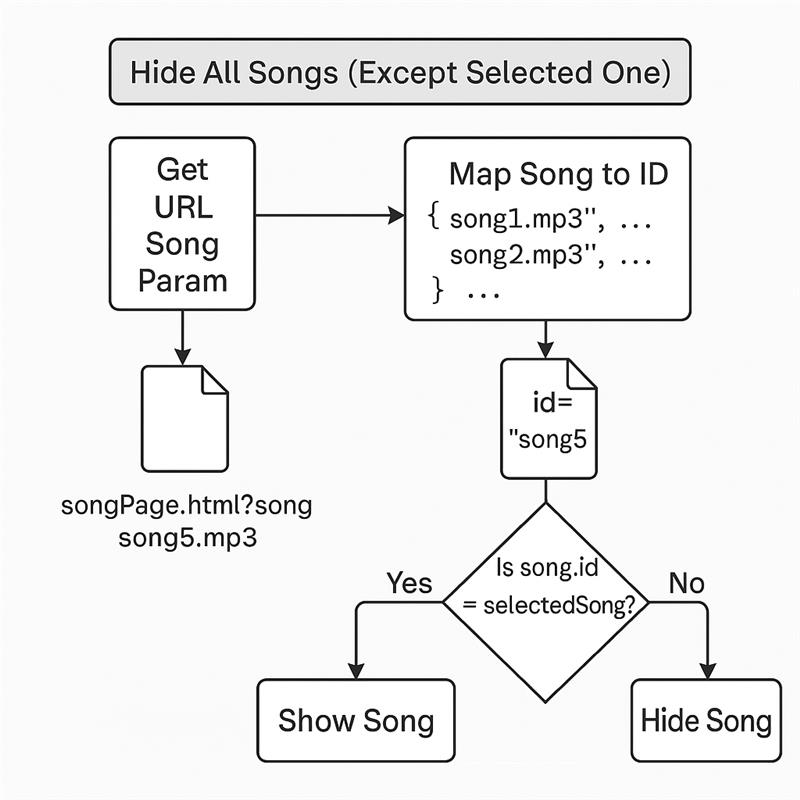 Hide All Songs (Except Selected One)
Get
URL
Song
Param
Map Song to ID
{ song1.mp3", ...
song2.mp3", ...
} ...
songPage.html?song
song5.mp3
id=
"song5
Is song.id
= selectedSong?
Yes
No
Show Song
Hide Song